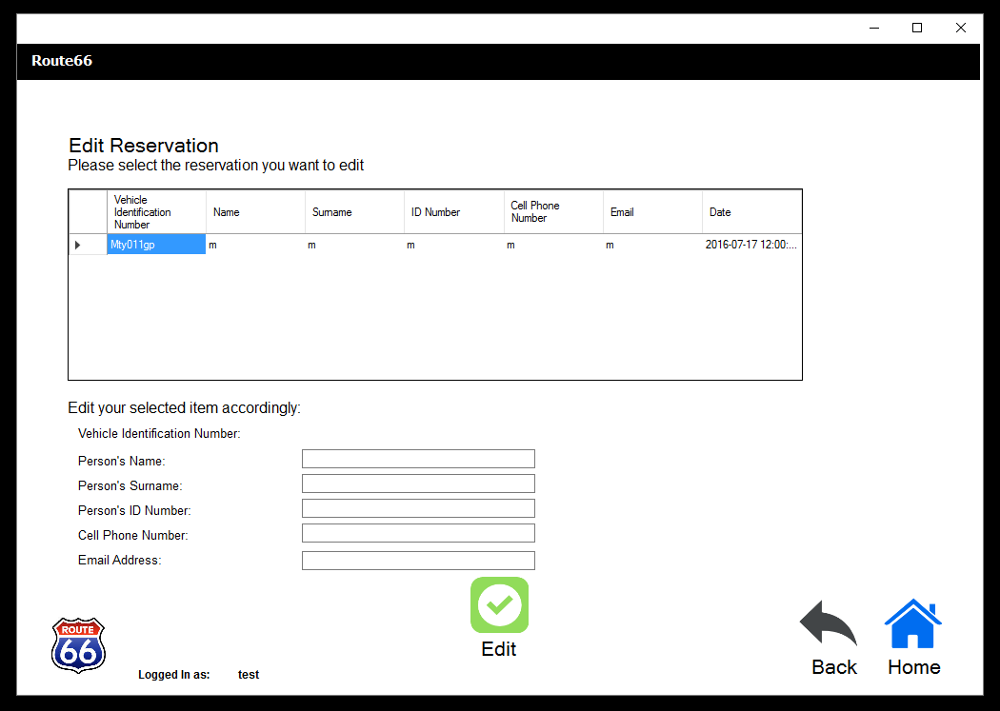 Route66
Edit Reservation
Please select the reservation you want to edit
Vehicle
Identification
Number
Name
Surname
ID Number
Cell Phone
Number
Email
Date
Mty011gp m m m m m 2016-07-17 12:00:...
Edit your selected item accordingly:
Vehicle Identification Number:
Person's Name:
Person's Surname:
Person's ID Number:
Cell Phone Number:
Email Address:
Edit
ROUTE
66
Logged In as: test
Back
Home